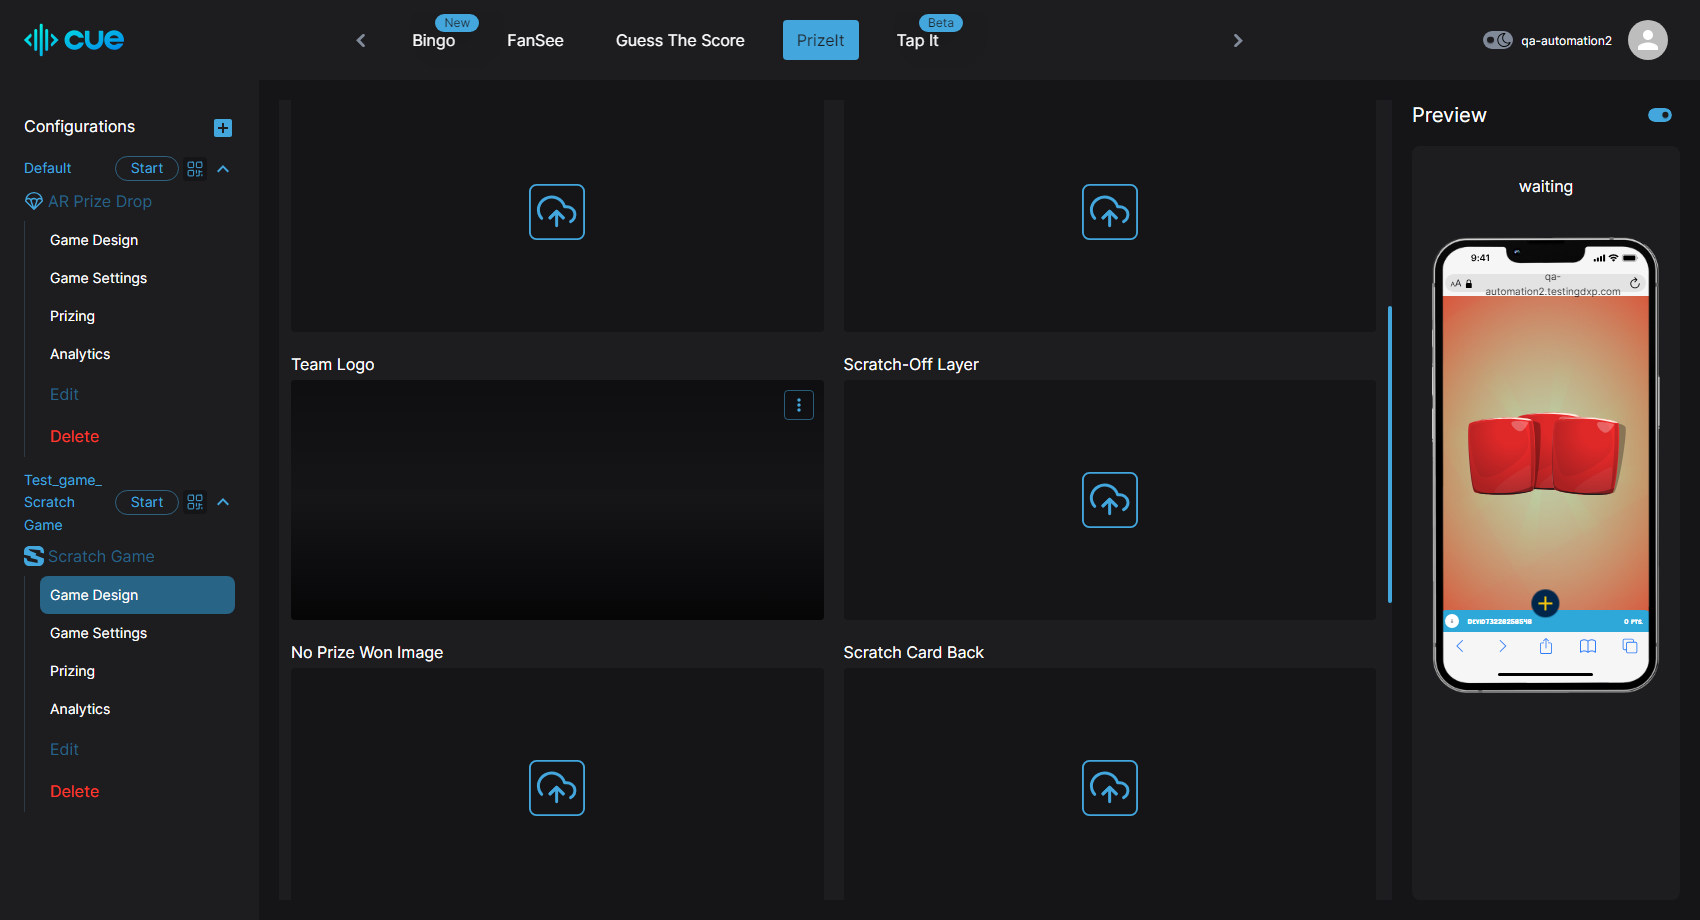 cue
New
Bingo
FanSee
Guess The Score
PrizeIt
Beta
Tap It
qa-automation2
Configurations
Default
Start
AR Prize Drop
Game Design
Game Settings
Prizing
Analytics
Edit
Delete
Test_game_
Scratch
Game
Start
Scratch Game
Game Design
Game Settings
Prizing
Analytics
Edit
Delete
Team Logo
Scratch-Off Layer
No Prize Won Image
Scratch Card Back
Preview
waiting
9:41
AA
qa-
automation2.testingdxp.com
0 Pts.